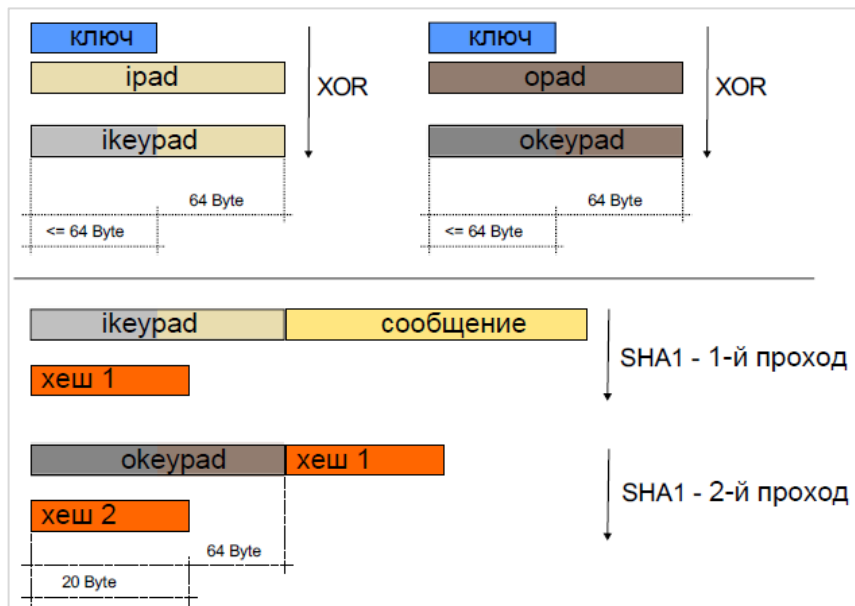 ключ
ipad
XOR
ikeypad
64 Byte
<= 64 Byte
ключ
opad
XOR
okeypad
64 Byte
<= 64 Byte
ikeypad
сообщение
хеш 1
SHA1 - 1-й проход
okeypad
хеш 1
хеш 2
SHA1 - 2-й проход
64 Byte
20 Byte